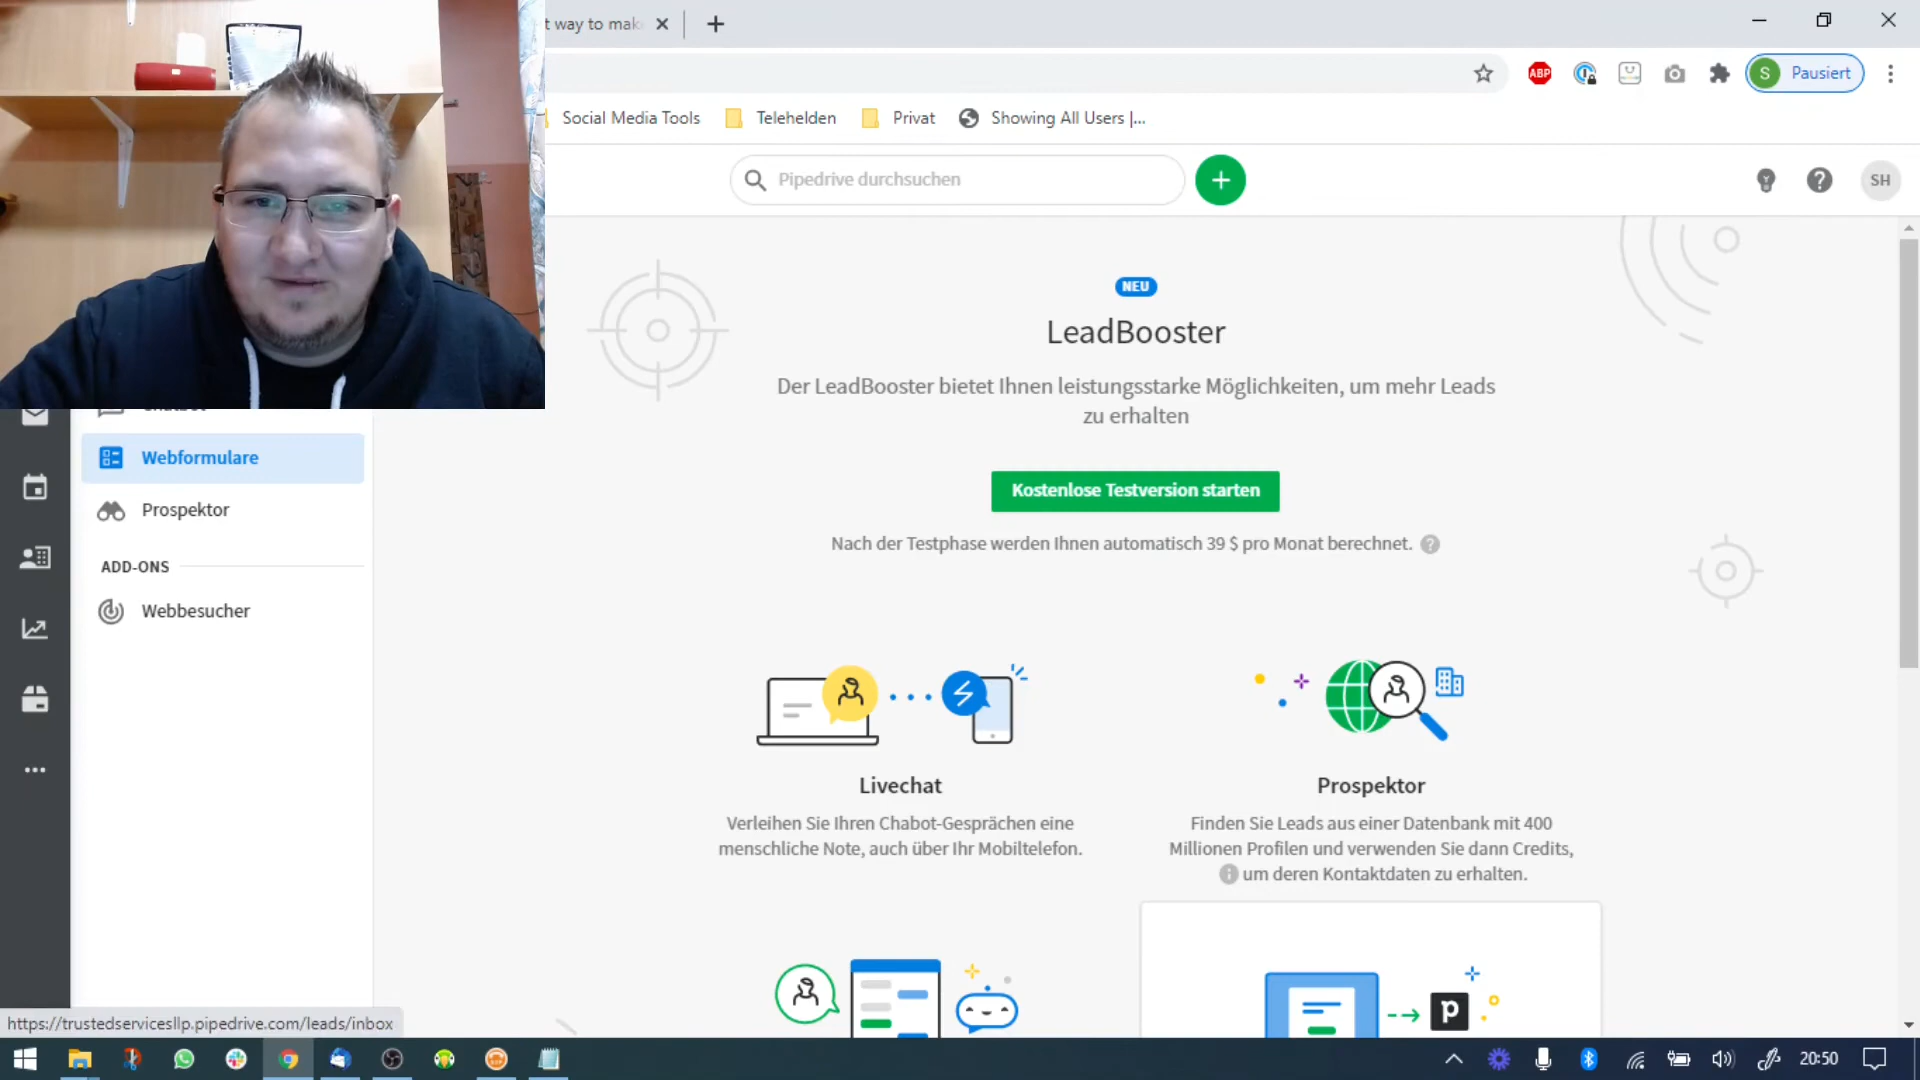 t way to mak
S
Pausiert
ABP
Social Media Tools
Telehelden
Privat
Showing All Users |...
Pipedrive durchsuchen
SH
NEU
LeadBooster
Der LeadBooster bietet Ihnen leistungsstarke Möglichkeiten, um mehr Leads
zu erhalten
Webformulare
Kostenlose Testversion starten
Prospektor
Nach der Testphase werden Ihnen automatisch 39 $ pro Monat berechnet.
ADD-ONS
Webbesucher
Livechat
Prospektor
Verleihen Sie Ihren Chabot-Gesprächen eine
menschliche Note, auch über Ihr Mobiltelefon.
Finden Sie Leads aus einer Datenbank mit 400
Millionen Profilen und verwenden Sie dann Credits,
um deren Kontaktdaten zu erhalten.
p
https://trustedservicesllp.pipedrive.com/leads/inbox
20:50